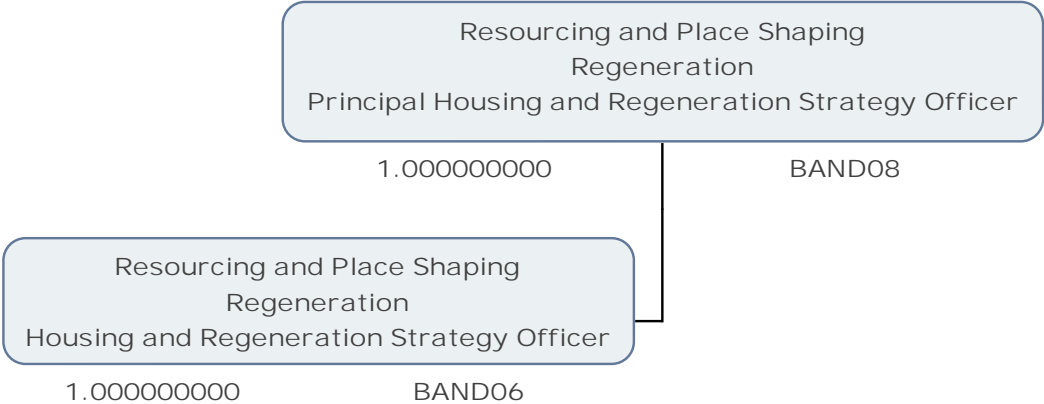 Resourcing and Place Shaping
Regeneration
Principal Housing and Regeneration Strategy Officer
1.000000000 BAND08
Resourcing and Place Shaping
Regeneration
Housing and Regeneration Strategy Officer
1.000000000 BAND06